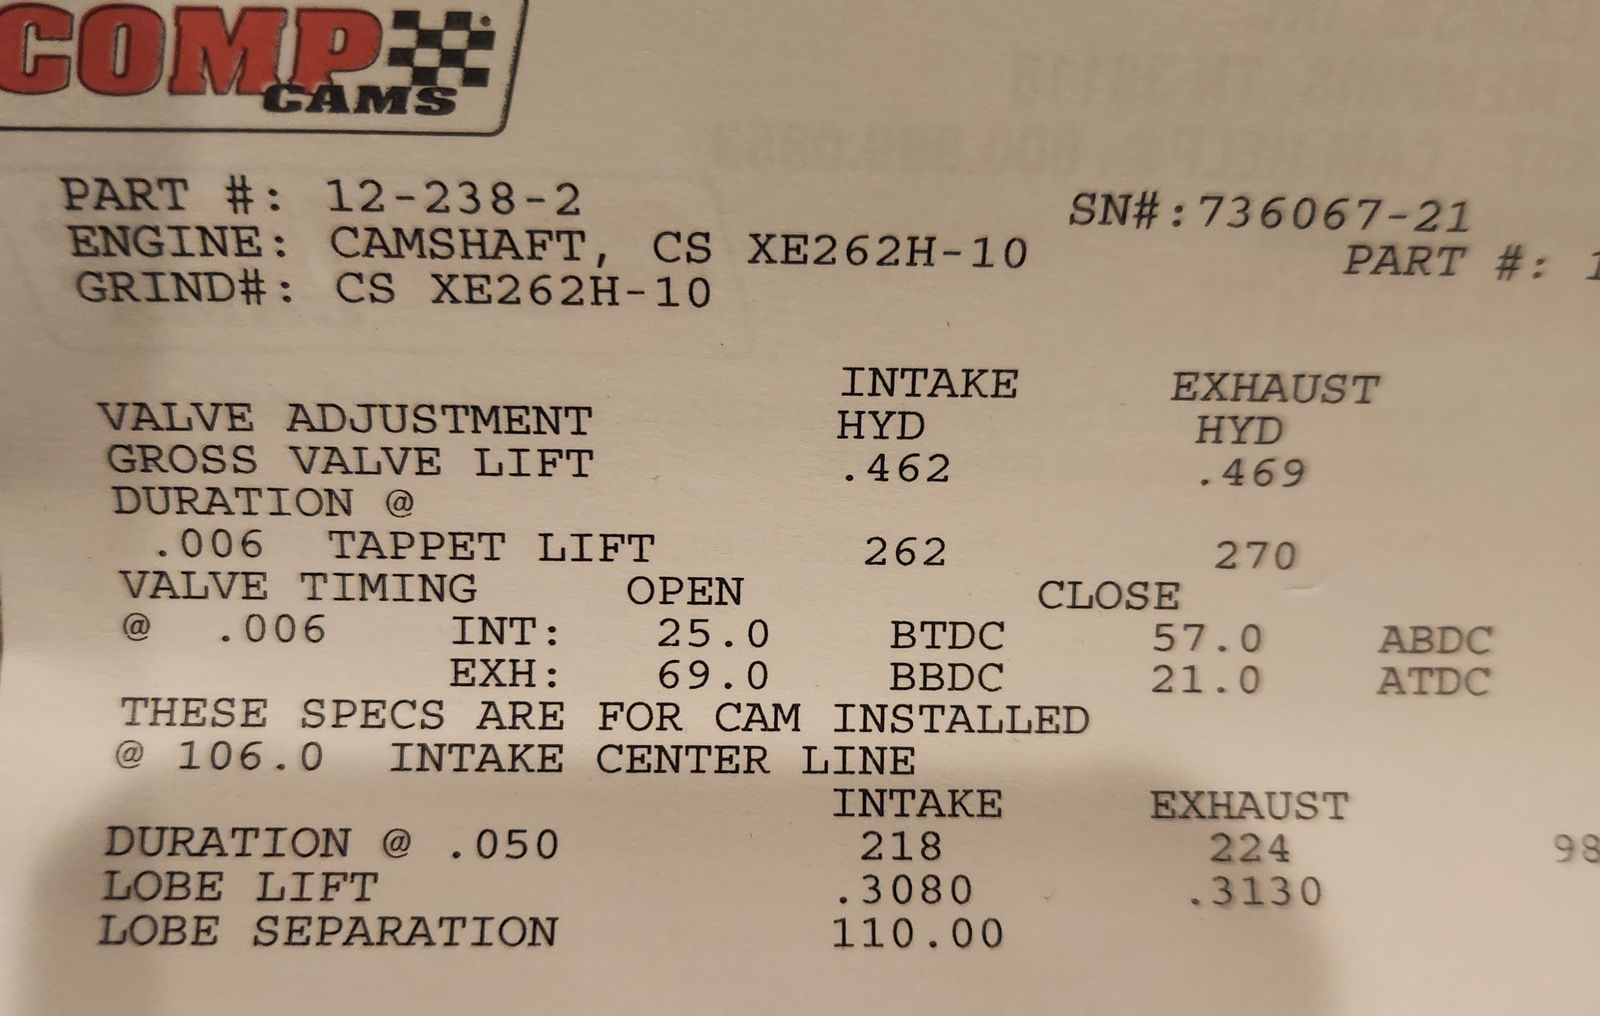 COMP
CAMS
PART #: 12-238-2 SN#:736067-21
ENGINE: CAMSHAFT, CS XE262H-10 PART #: 1
GRIND#: CS XE262H-10
INTAKE EXHAUST
VALVE ADJUSTMENT HYD HYD
GROSS VALVE LIFT .462 .469
DURATION @
.006 TAPPET LIFT 262 270
VALVE TIMING OPEN CLOSE
@ .006 INT: 25.0 BTDC 57.0 ABDC
EXH: 69.0 BBDC 21.0 ATDC
THESE SPECS ARE FOR CAM INSTALLED
@ 106.0 INTAKE CENTER LINE
INTAKE EXHAUST
DURATION @ .050 218 224 98
LOBE LIFT .3080 .3130
LOBE SEPARATION 110.00